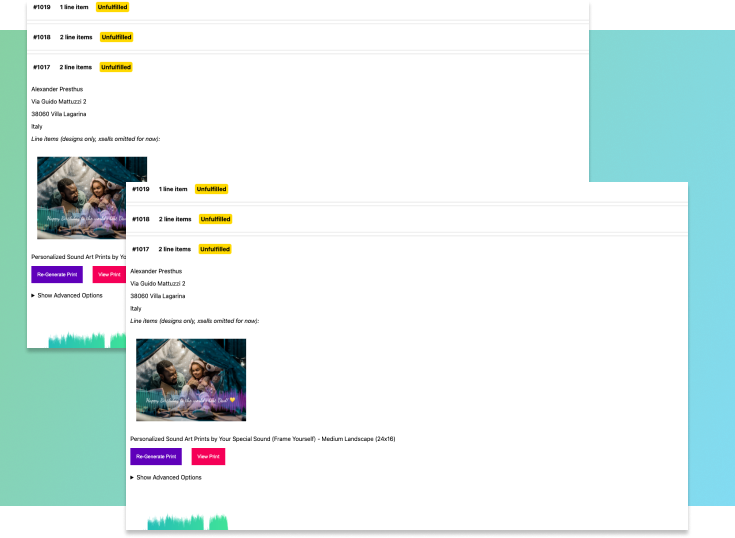 #1019 1 line item Unfulfilled
#1018 2 line items Unfulfilled
#1017 2 line items Unfulfilled
Alexander Presthus
Via Guido Mattuzzi 2
38060 Villa Lagarina
Italy
Line items (designs only, xsells omitted for now):
Happy Birthday to the world's
Personalized Sound Art Prints by Yo
Re-Generate Print View Print
► Show Advanced Options
#1019 1 line item Unfulfilled
#1018 2 line items Unfulfilled
#1017 2 line items Unfulfilled
Alexander Presthus
Via Guido Mattuzzi 2
38060 Villa Lagarina
Italy
Line items (designs only, xsells omitted for now):
Happy Birthday to the world's Dad! 💛
Personalized Sound Art Prints by Your Special Sound (Frame Yourself) - Medium Landscape (24x16)
Re-Generate Print View Print
► Show Advanced Options